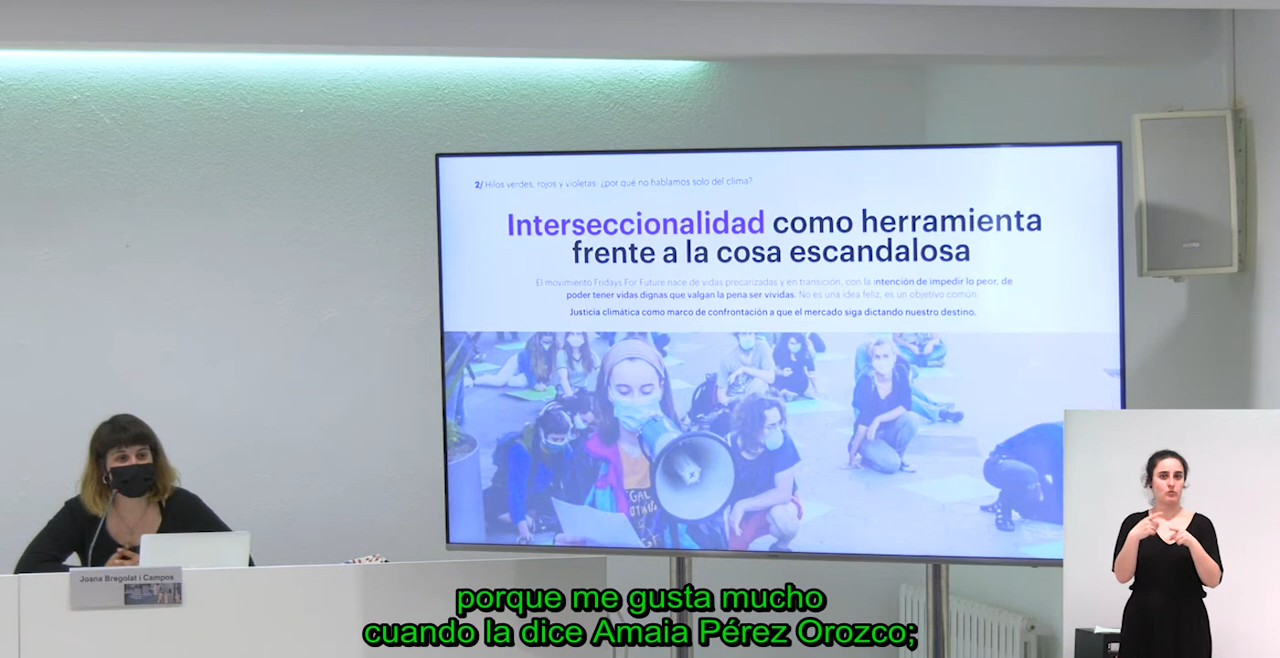 2/ Hilos verdes, rojos y violetas: ¿por qué no hablamos solo del clima?
Interseccionalidad como herramienta
frente a la cosa escandalosa
El movimiento Fridays For Future nace de vidas precarizadas y en transición, con la intención de impedir lo peor, de
poder tener vidas dignas que valgan la pena ser vividas. No es una idea feliz, es un objetivo común.
Justicia climática como marco de confrontación a que el mercado siga dictando nuestro destino.
Joana Bregolat i Campos
porque me gusta mucho
cuando la dice Amaia Pérez Orozco;